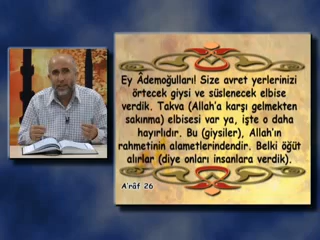 Ey Âdemoğulları! Size avret yerlerinizi
örtecek giysi ve süslenecek elbise
verdik. Takva (Allah'a karşı gelmekten
sakınma) elbisesi var ya, işte o daha
hayırlıdır. Bu (giysiler), Allah'ın
rahmetinin alametlerindendir. Belki öğüt
alırlar (diye onları insanlara verdik).
A'râf 26